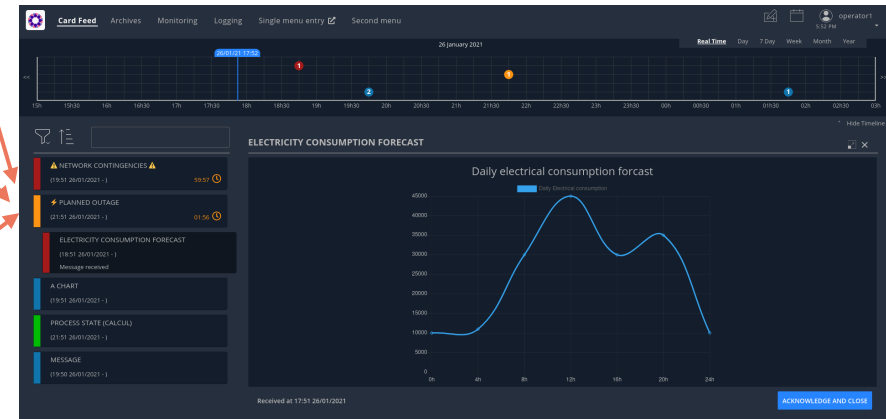 Card Feed Archives Monitoring Logging Single menu entry Second menu operator1
5:52 PM
26 January 2021 Real Time Day 7 Day Week Month Year
26/01/21 17:52
1
1
<< >>
2 1
15h 15h30 16h 16h30 17h 17h30 18h 18h30 19h 19h30 20h 20h30 21h 21h30 22h 22h30 23h 23h30 00h 00h30 01h 01h30 02h 02h30 03h
Hide Timeline
ELECTRICITY CONSUMPTION FORECAST
NETWORK CONTINGENCIES
(19:51 26/01/2021 - ) 59:57
PLANNED OUTAGE
(21:51 26/01/2021 - ) 01:56
ELECTRICITY CONSUMPTION FORECAST
(18:51 26/01/2021 - )
Message received
A CHART
(19:51 26/01/2021 - )
PROCESS STATE (CALCUL)
(21:51 26/01/2021 - )
MESSAGE
(19:50 26/01/2021 - )
Daily electrical consumption forcast
Daily Electrical consumption
45000
40000
35000
30000
25000
20000
15000
10000
5000
0
0h 4h 8h 12h 16h 20h 24h
Received at 17:51 26/01/2021 ACKNOWLEDGE AND CLOSE